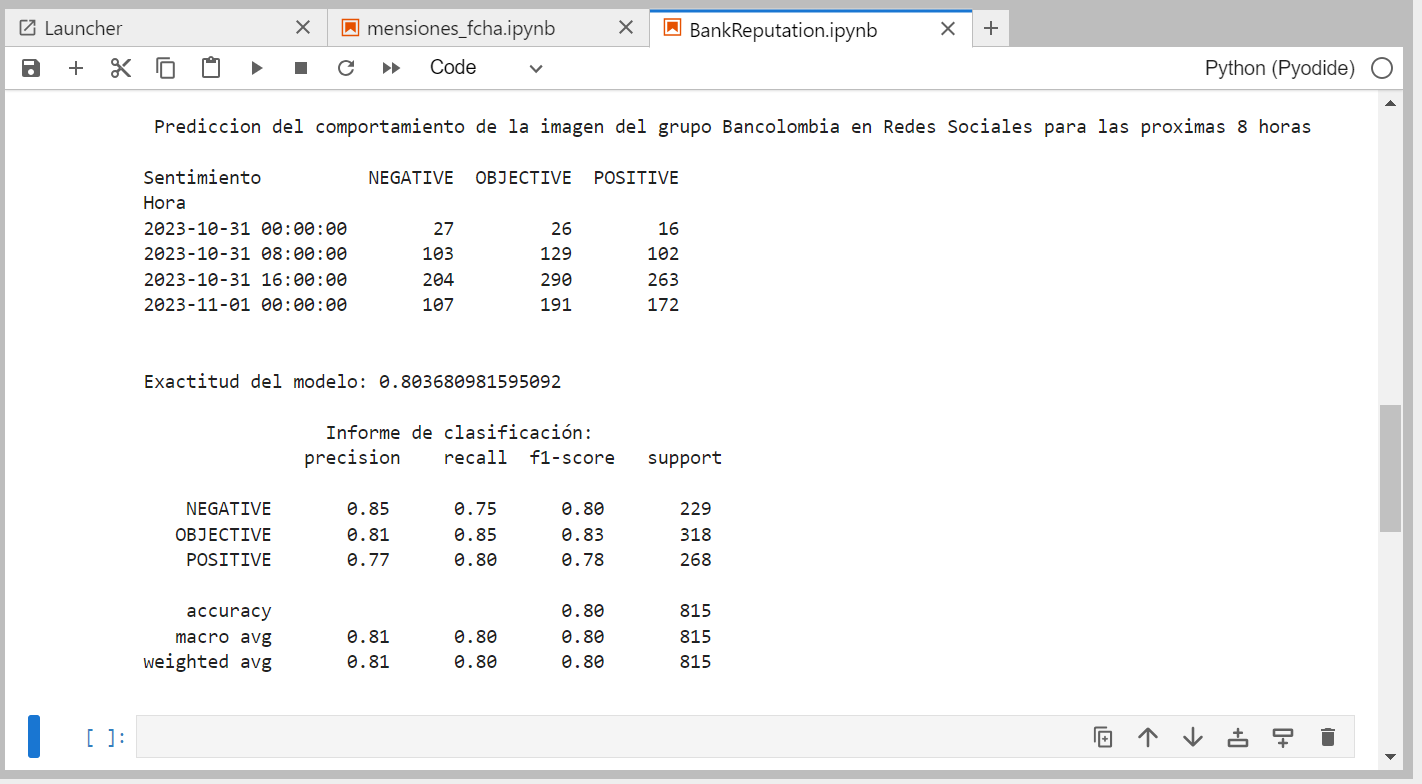 Launcher
mensiones_fcha.ipynb
BankReputation.ipynb
Code
Python (Pyodide)
Prediccion del comportamiento de la imagen del grupo Bancolombia en Redes Sociales para las proximas 8 horas
Sentimiento NEGATIVE OBJECTIVE POSITIVE
Hora
2023-10-31 00:00:00 27 26 16
2023-10-31 08:00:00 103 129 102
2023-10-31 16:00:00 204 290 263
2023-11-01 00:00:00 107 191 172
Exactitud del modelo: 0.803680981595092
Informe de clasificación:
precision recall f1-score support
NEGATIVE 0.85 0.75 0.80 229
OBJECTIVE 0.81 0.85 0.83 318
POSITIVE 0.77 0.80 0.78 268
accuracy 0.80 815
macro avg 0.81 0.80 0.80 815
weighted avg 0.81 0.80 0.80 815
[ ]: